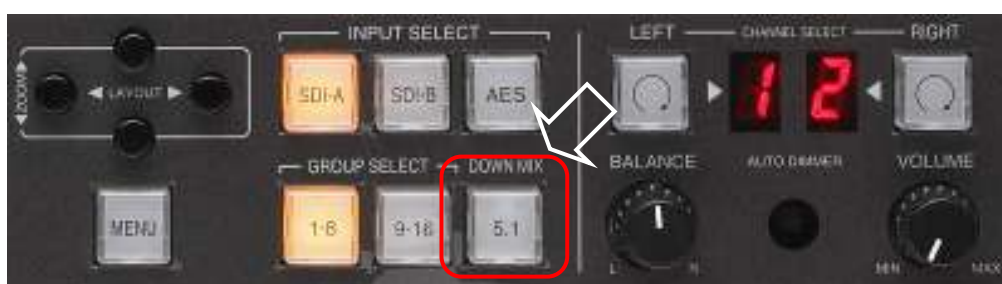 INPUT SELECT
LEFT CHANNEL SELECT RIGHT
ZOOM
LAYOUT
SDI-A SDI-B AES
1 2
GROUP SELECT DOWN MIX
BALANCE AUTO DIMMER VOLUME
MENU
1-8 9-16 5.1
L R MIN MAX